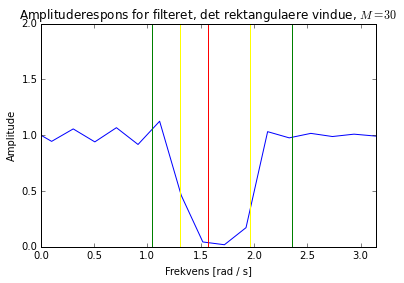 Amplituderespons for filteret, det rektangulaere vindue, M=30
2.0
1.5
1.0
0.5
0.0
Amplitude
0.0 0.5 1.0 1.5 2.0 2.5 3.0
Frekvens [rad / s]